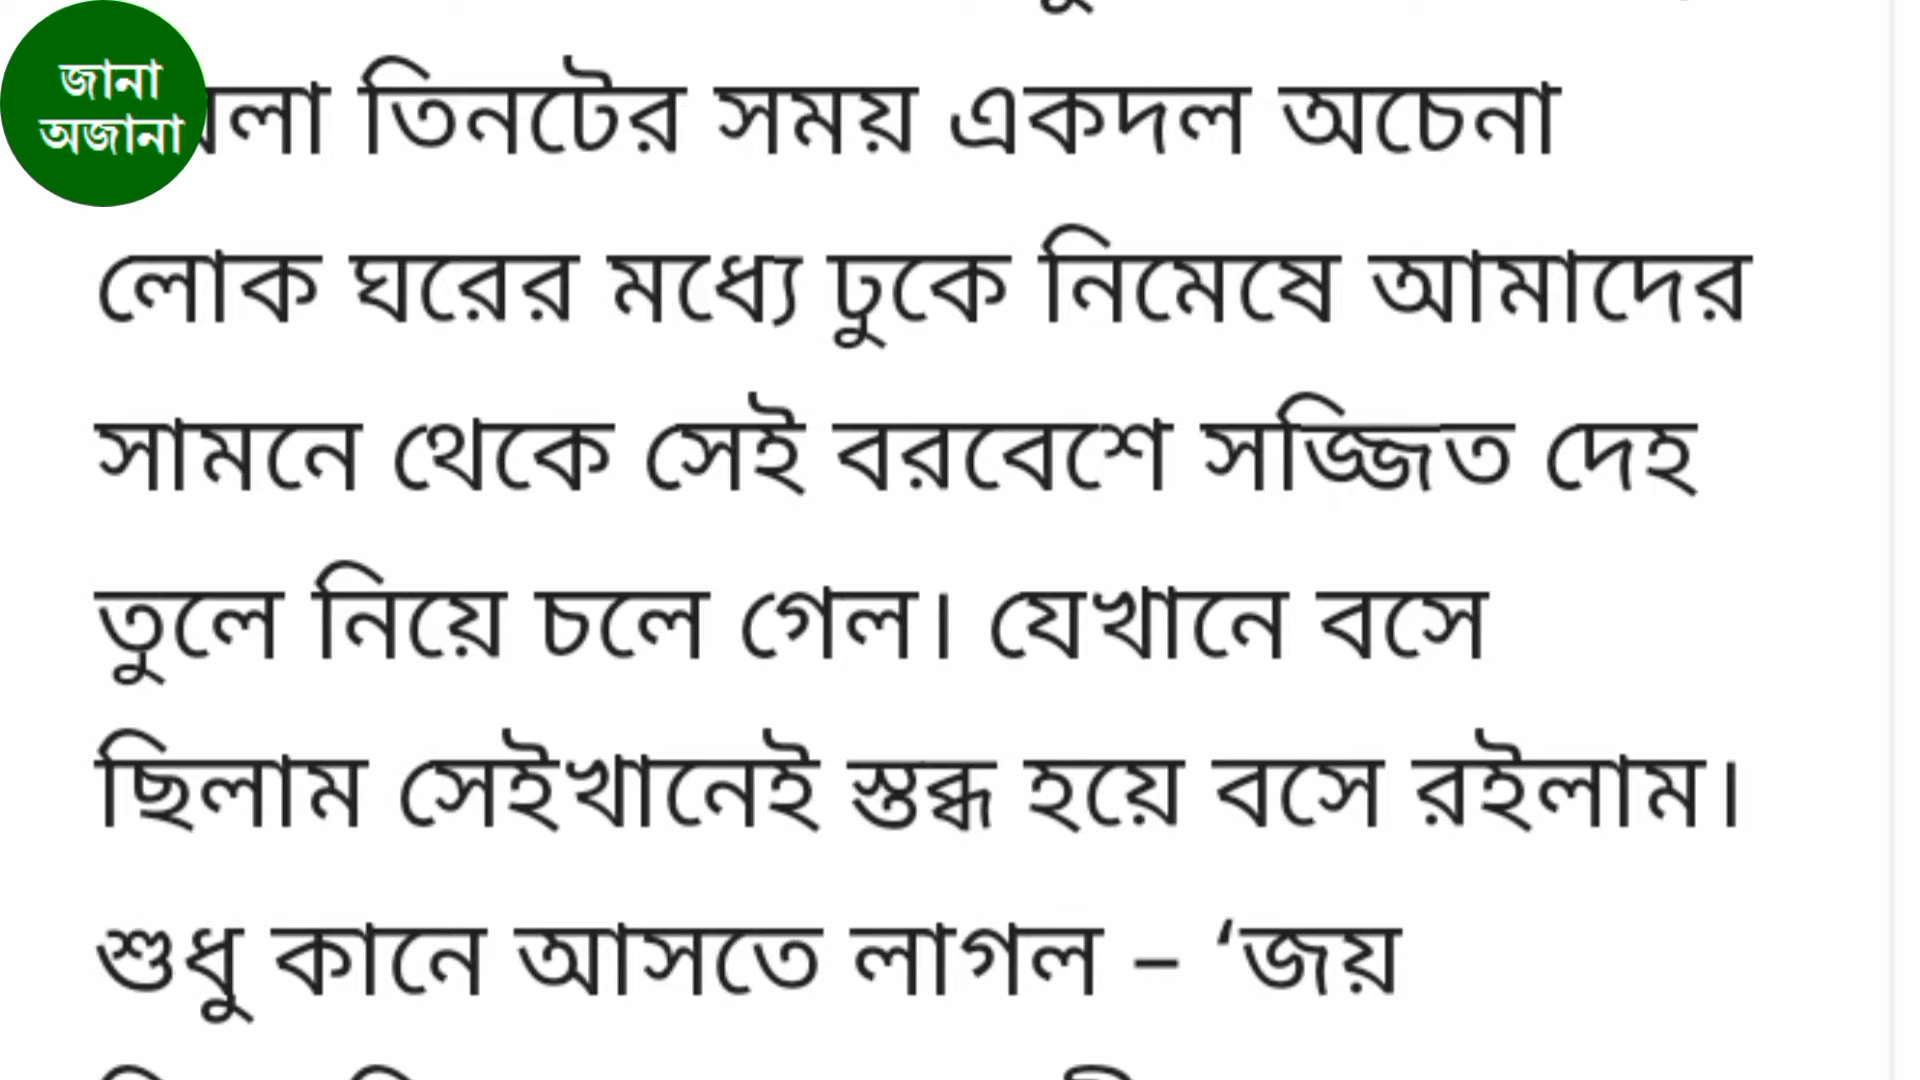 জানা
অজানা
তিনটের সময় একদল অচেনা
লোক ঘরের মধ্যে ঢুকে নিমেষে আমাদের
সামনে থেকে সেই বরবেশে সজ্জিত দেহ
তুলে নিয়ে চলে গেল। যেখানে বসে
ছিলাম সেইখানেই স্তব্ধ হয়ে বসে রইলাম।
শুধু কানে আসতে লাগল – ‘জয়